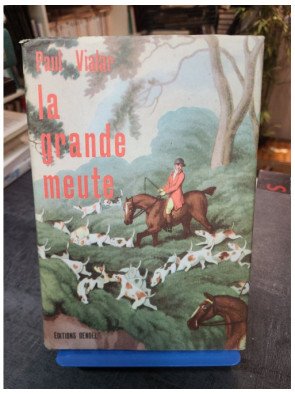 Paul Vialar
la
grande
meute
EDITIONS DENOËL